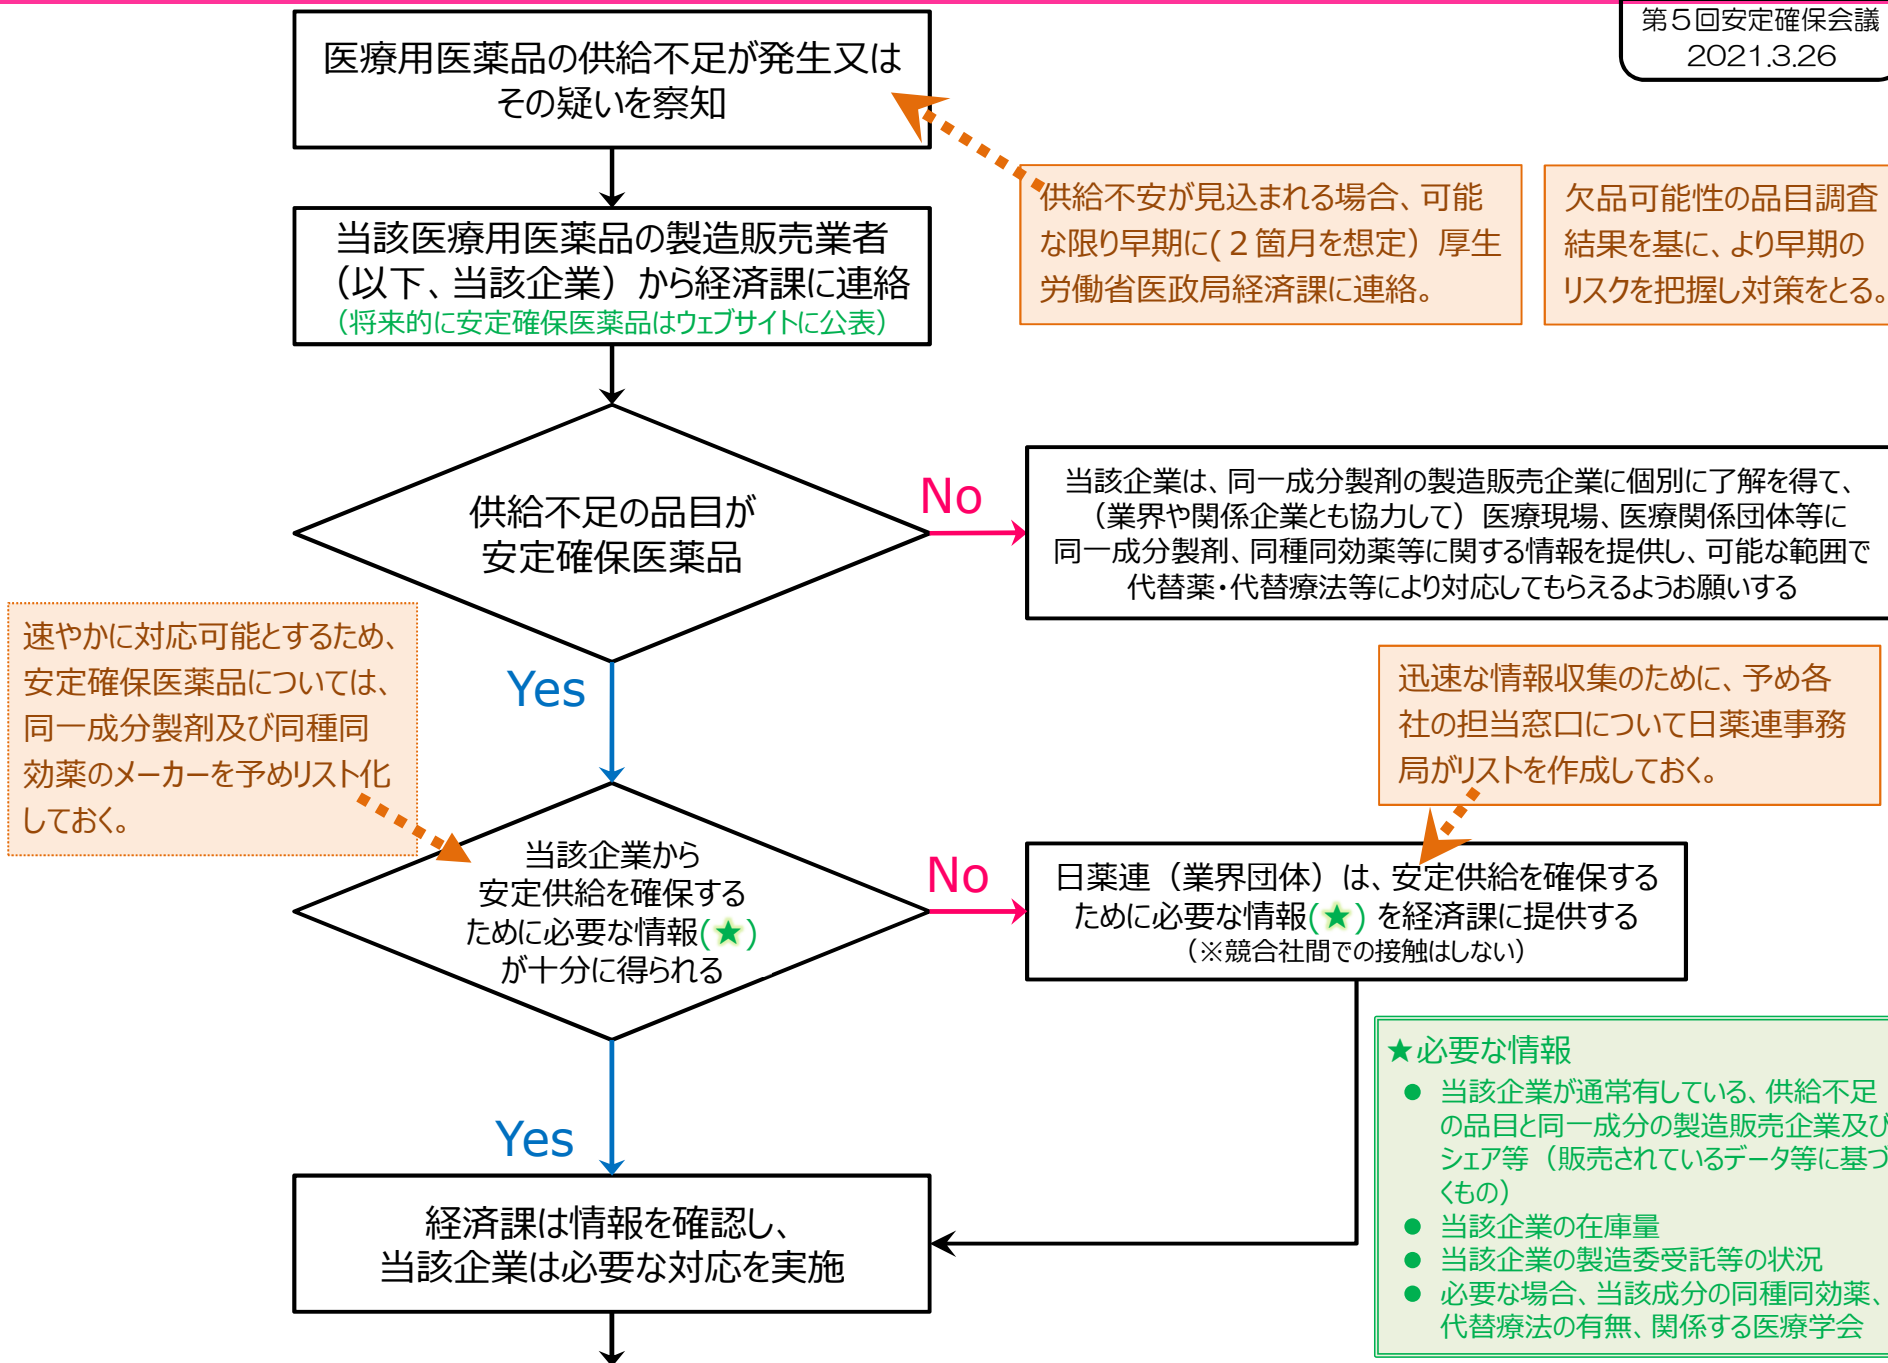 第５回安定確保会議
2021.3.26
医療用医薬品の供給不足が発生又は
その疑いを察知
供給不安が見込まれる場合、可能
な限り早期に(２箇月を想定）厚生
労働省医政局経済課に連絡。
欠品可能性の品目調査
結果を基に、より早期の
リスクを把握し対策をとる。
当該医療用医薬品の製造販売業者
（以下、当該企業）から経済課に連絡
（将来的に安定確保医薬品はウェブサイトに公表）
供給不足の品目が
安定確保医薬品
No
当該企業は、同一成分製剤の製造販売企業に個別に了解を得て、
（業界や関係企業とも協力して）医療現場、医療関係団体等に
同一成分製剤、同種同効薬等に関する情報を提供し、可能な範囲で
代替薬・代替療法等により対応してもらえるようお願いする
Yes
速やかに対応可能とするため、
安定確保医薬品については、
同一成分製剤及び同種同
効薬のメーカーを予めリスト化
しておく。
迅速な情報収集のために、予め各
社の担当窓口について日薬連事務
局がリストを作成しておく。
当該企業から
安定供給を確保する
ために必要な情報(★)
が十分に得られる
No
日薬連（業界団体）は、安定供給を確保する
ために必要な情報(★)を経済課に提供する
（※競合社間での接触はしない）
Yes
★必要な情報
● 当該企業が通常有している、供給不足
の品目と同一成分の製造販売企業及び
シェア等（販売されているデータ等に基づ
くもの）
● 当該企業の在庫量
● 当該企業の製造委受託等の状況
● 必要な場合、当該成分の同種同効薬、
代替療法の有無、関係する医療学会
経済課は情報を確認し、
当該企業は必要な対応を実施